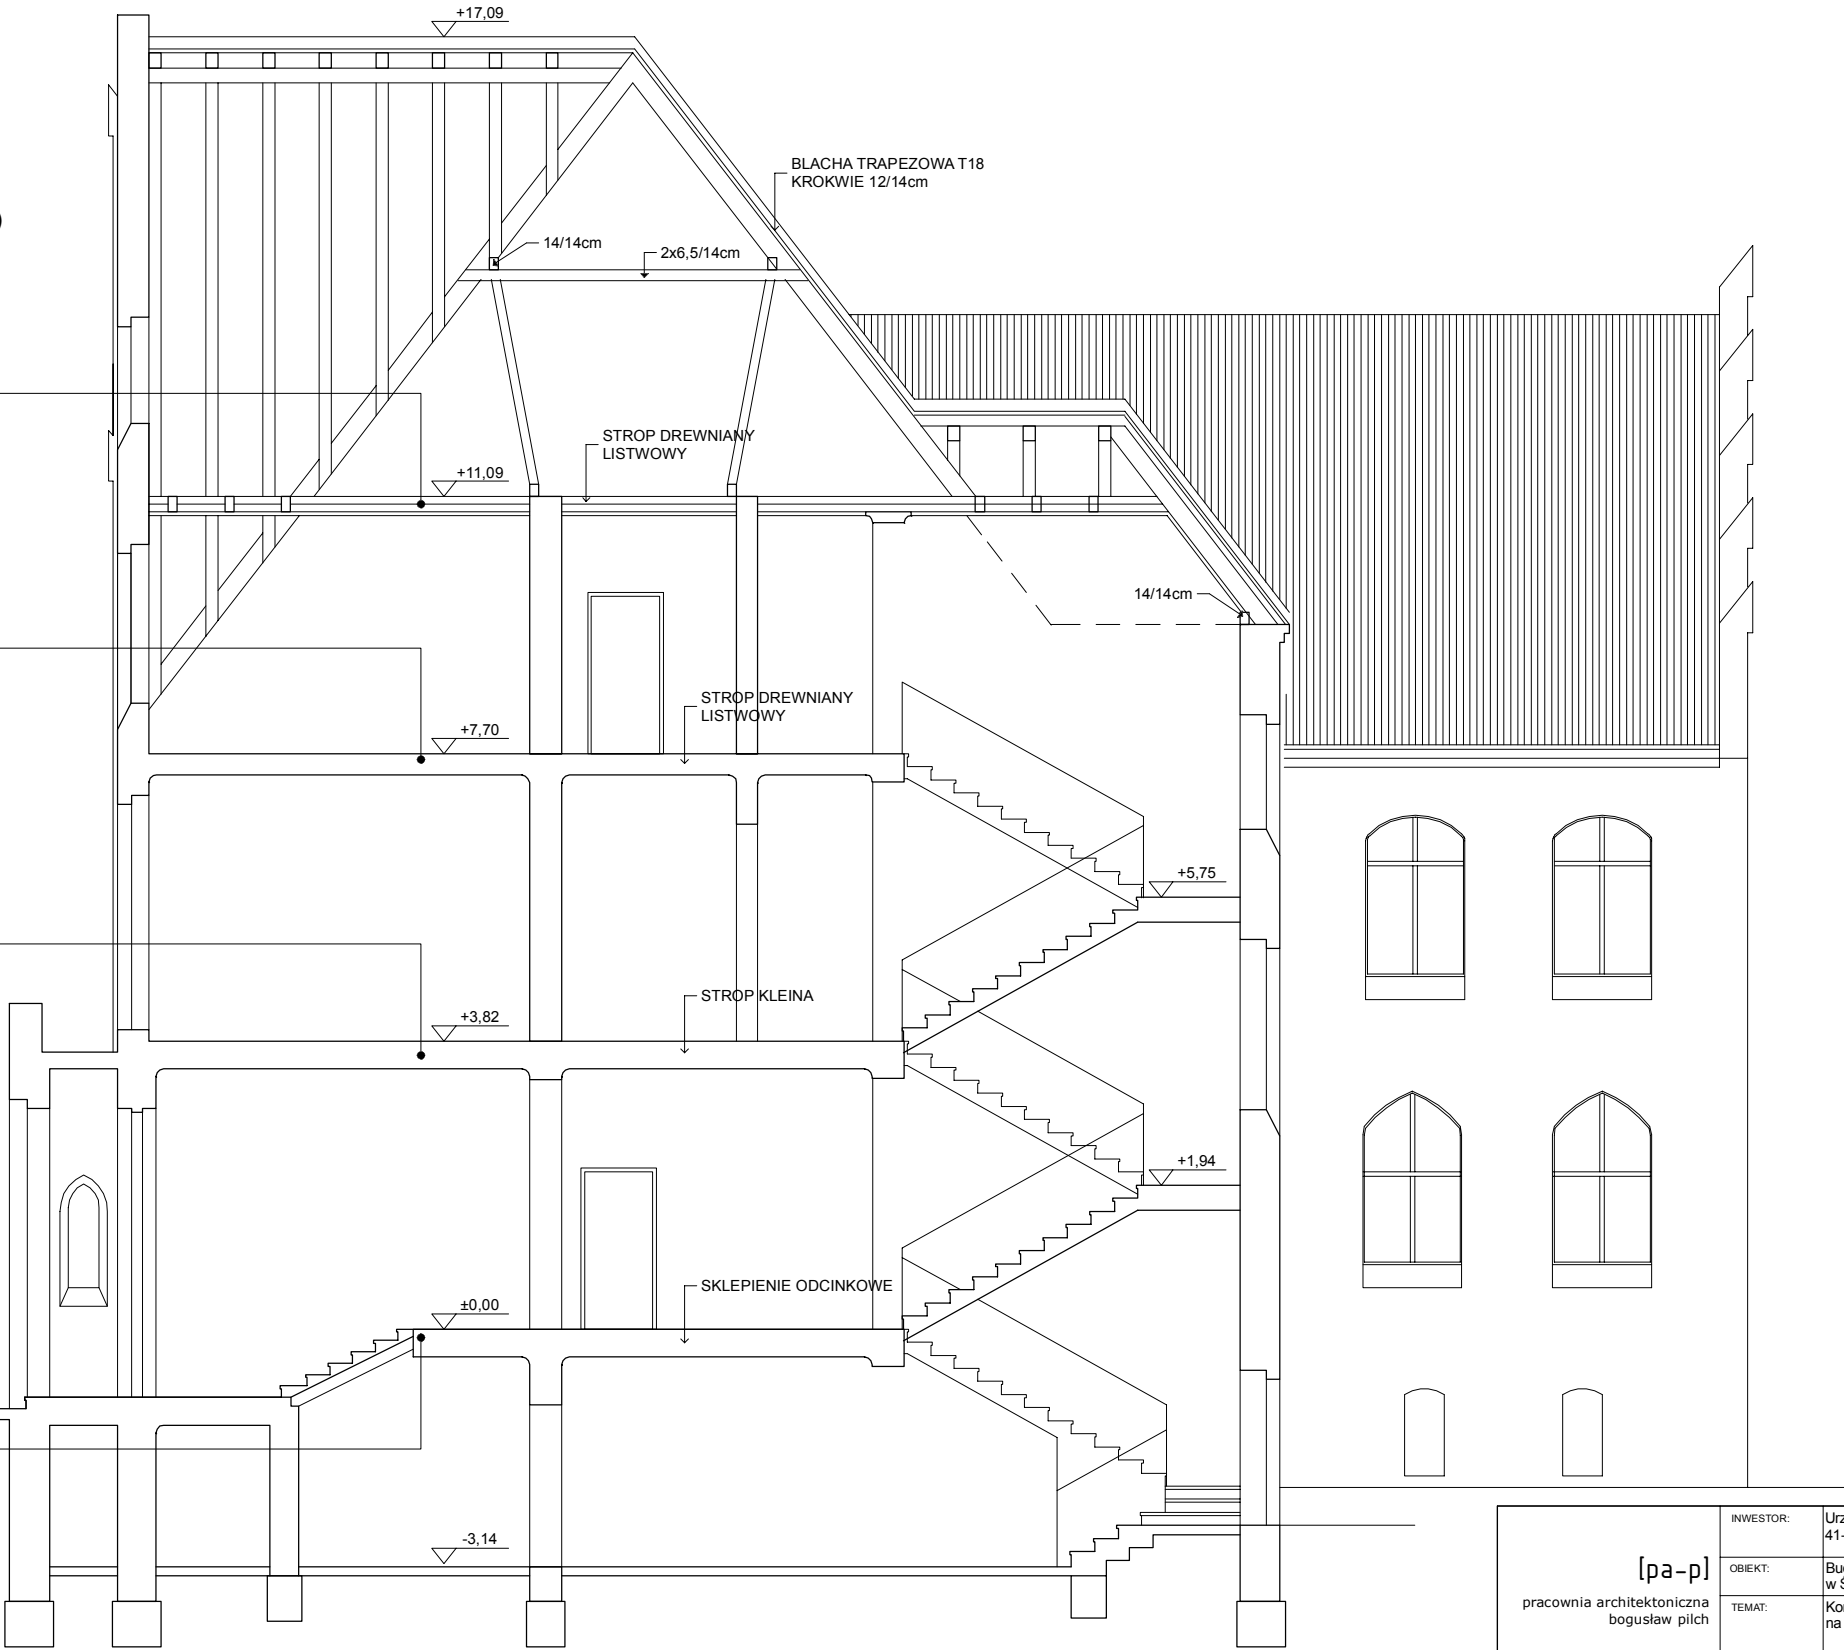 +17,09
BLACHA TRAPEZOWA T18
KROKWIE 12/14cm
14/14cm
2x6,5/14cm
STROP DREWNIANY
LISTWOWY
+11,09
14/14cm
STROP DREWNIANY
LISTWOWY
+7,70
+5,75
STROP KLEINA
+3,82
+1,94
SKLEPIENIE ODCINKOWE
±0,00
-3,14
[pa-p]
pracownia architektoniczna
bogusław pilch
INWESTOR:
41-
OBIEKT:
w
TEMAT:
na